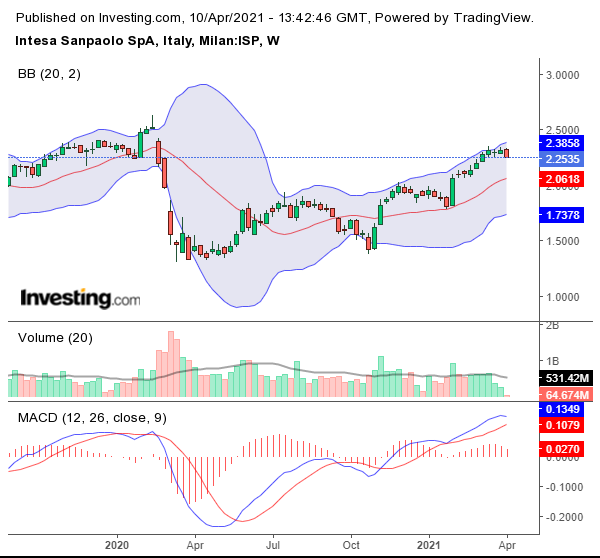 Published on Investing.com, 10/Apr/2021 - 13:42:46 GMT, Powered by TradingView.
Intesa Sanpaolo SpA, Italy, Milan:ISP, W
BB (20, 2)
3.0000
2.5000
2.3858
2.2535
2.0618
1.7378
1.5000
1.0000
Investing.com
Volume (20)
2B
1B
531.42M
64.674M
MACD (12, 26, close, 9)
0.1349
0.1079
0.0270
0.0000
-0.1000
-0.2000
2020
Apr
Jul
Oct
2021
Apr